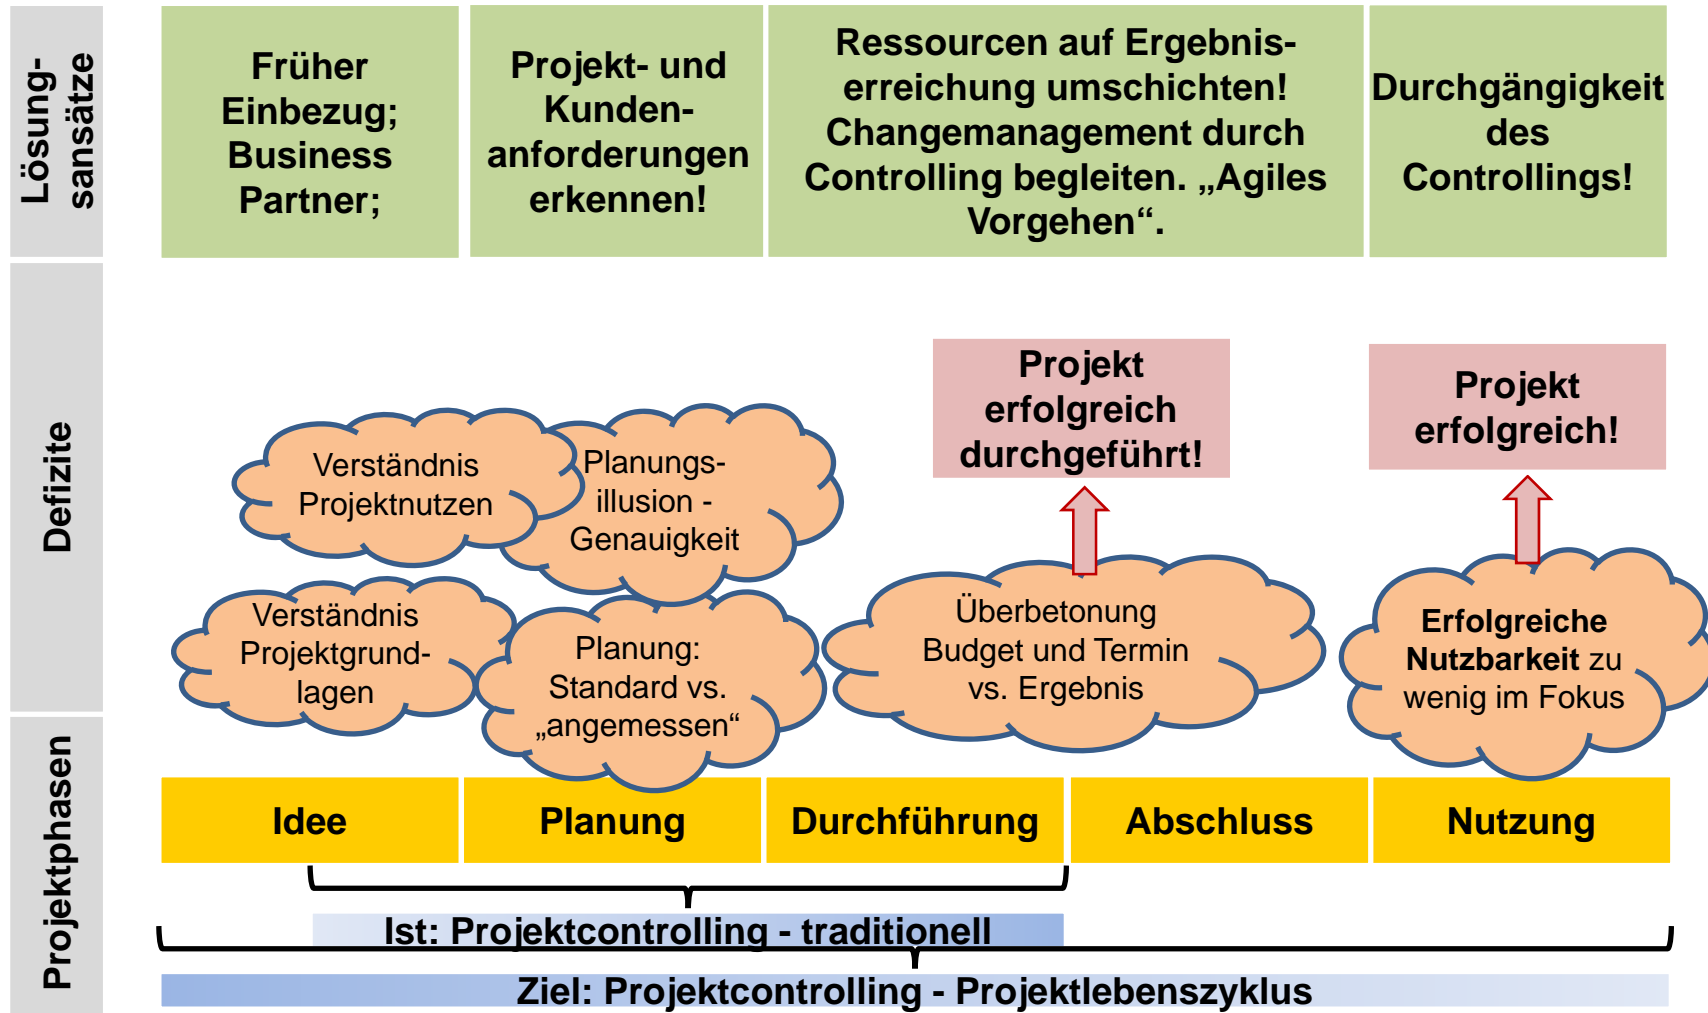 Lösung-
sansätze
Früher
Einbezug;
Business
Partner;
Projekt- und
Kunden-
anforderungen
erkennen!
Ressourcen auf Ergebnis-
erreichung umschichten!
Changemanagement durch
Controlling begleiten. „Agiles
Vorgehen“.
Durchgängigkeit
des
Controllings!
Defizite
Verständnis
Projektnutzen
Planungs-
illusion -
Genauigkeit
Verständnis
Projektgrund-
lagen
Planung:
Standard vs.
„angemessen“
Projekt
erfolgreich
durchgeführt!
Überbetonung
Budget und Termin
vs. Ergebnis
Projekt
erfolgreich!
Erfolgreiche
Nutzbarkeit zu
wenig im Fokus
Projektphasen
Idee
Planung
Durchführung
Abschluss
Nutzung
Ist: Projektcontrolling - traditionell
Ziel: Projektcontrolling - Projektlebenszyklus